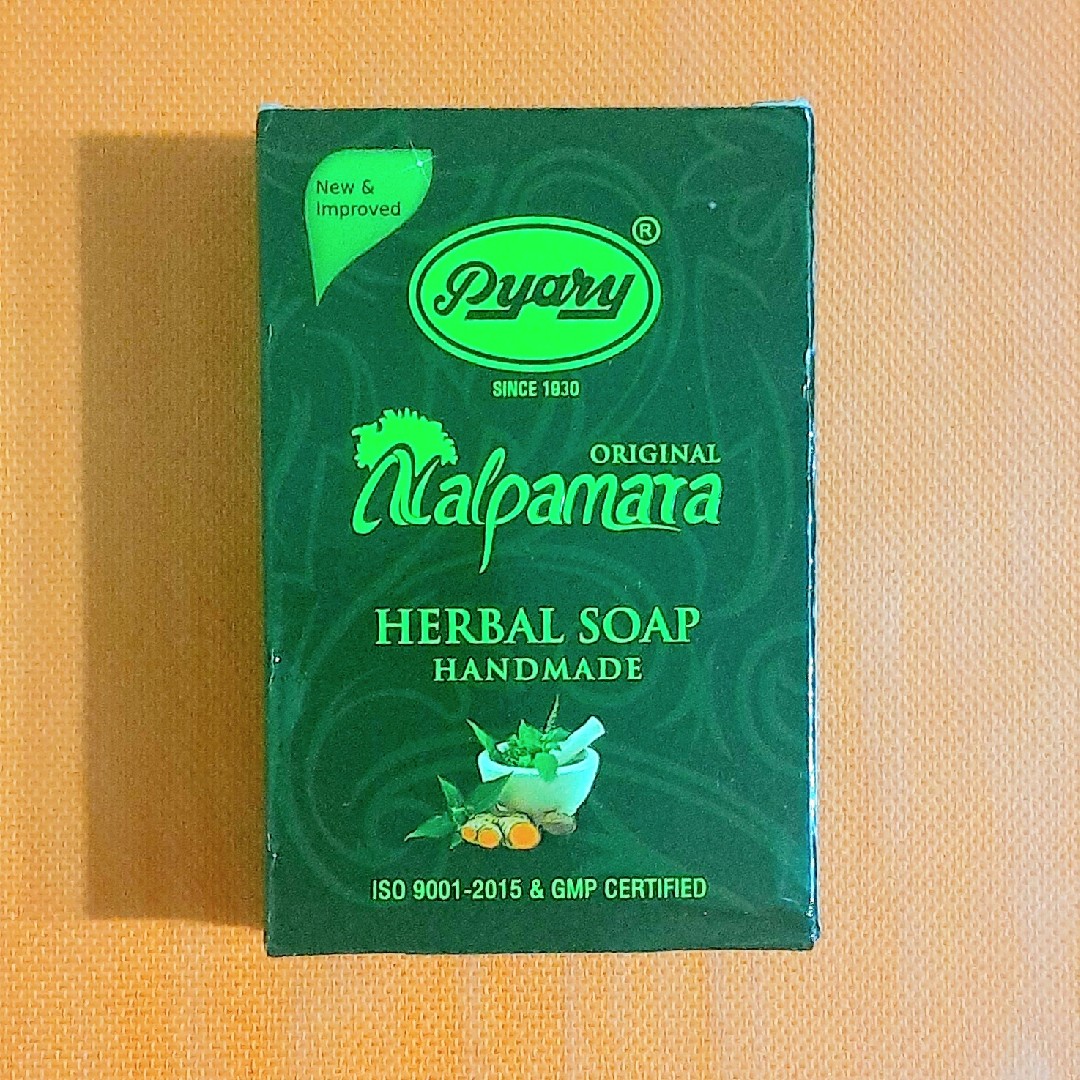 New &
Improved
Pyary
®
SINCE 1930
ORIGINAL
Nalpamara
HERBAL SOAP
HANDMADE
ISO 9001-2015 & GMP CERTIFIED